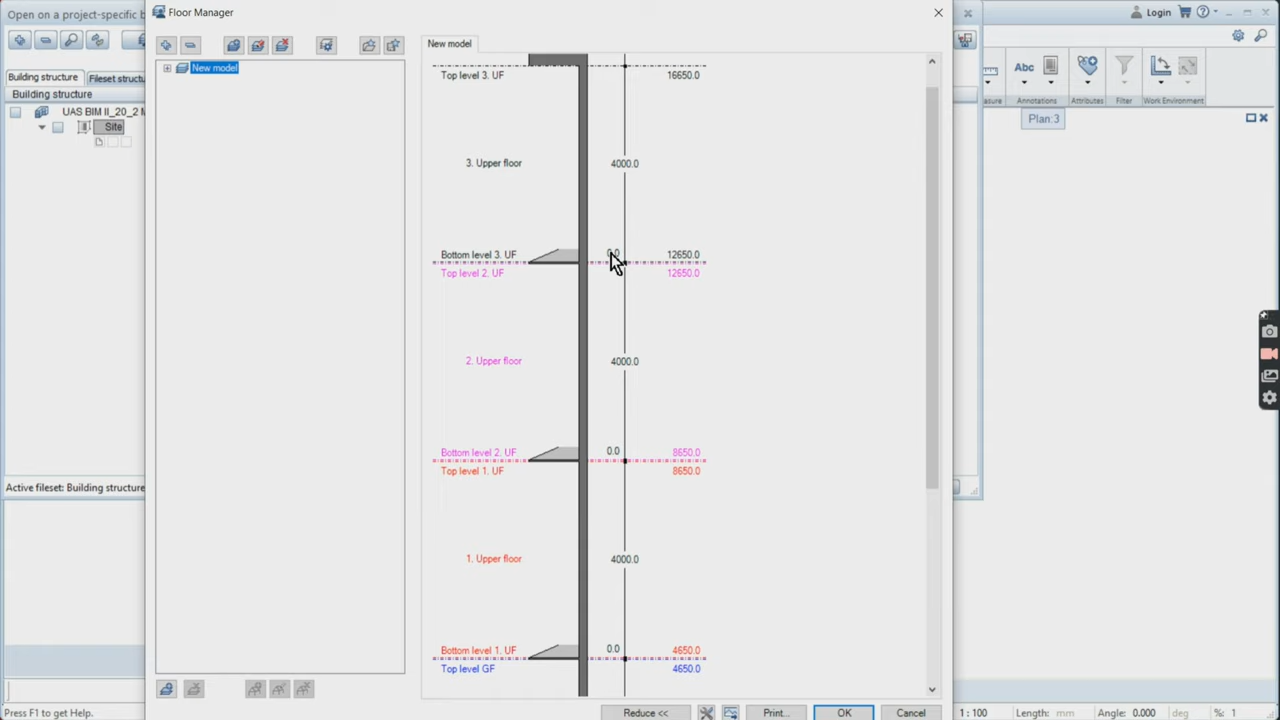 Open on a project-specific b
Floor Manager
Login
Building structure
Fileset structu
Building structure
UAS BIM II_20_2 M
Site
New model
New model
Top level 3. UF
16650.0
3. Upper floor
4000.0
Bottom level 3. UF
0.0
12650.0
Top level 2. UF
12650.0
2. Upper floor
4000.0
Bottom level 2. UF
0.0
8650.0
Top level 1. UF
8650.0
1. Upper floor
4000.0
Bottom level 1. UF
0.0
4650.0
Top level GF
4650.0
Abc
asure
Annotations
Attributes
Filter
Work Environment
Plan:3
Active fileset: Building structure
Press F1 to get Help.
Reduce <<
Print...
OK
Cancel
1 : 100
Length:
mm
Angle:
0.000
deg
%:
1